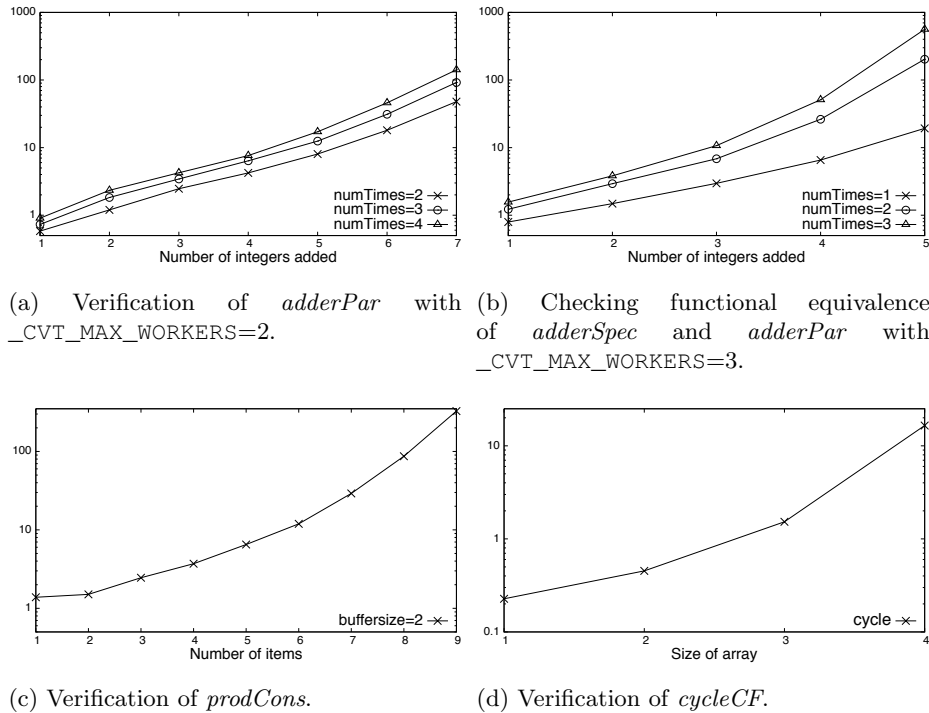 1000
100
10
1
numTimes=2
numTimes=3
numTimes=4
1 2 3 4 5 6 7
Number of integers added
(a) Verification of adderPar with
_CVT_MAX_WORKERS=2.
1000
100
10
1
numTimes=1
numTimes=2
numTimes=3
1 2 3 4 5
Number of integers added
(b) Checking functional equivalence
of adderSpec and adderPar with
_CVT_MAX_WORKERS=3.
100
10
1
buffersize=2
1 2 3 4 5 6 7 8 9
Number of items
(c) Verification of prodCons.
10
1
0.1
cycle
1 2 3 4
Size of array
(d) Verification of cycleCF.